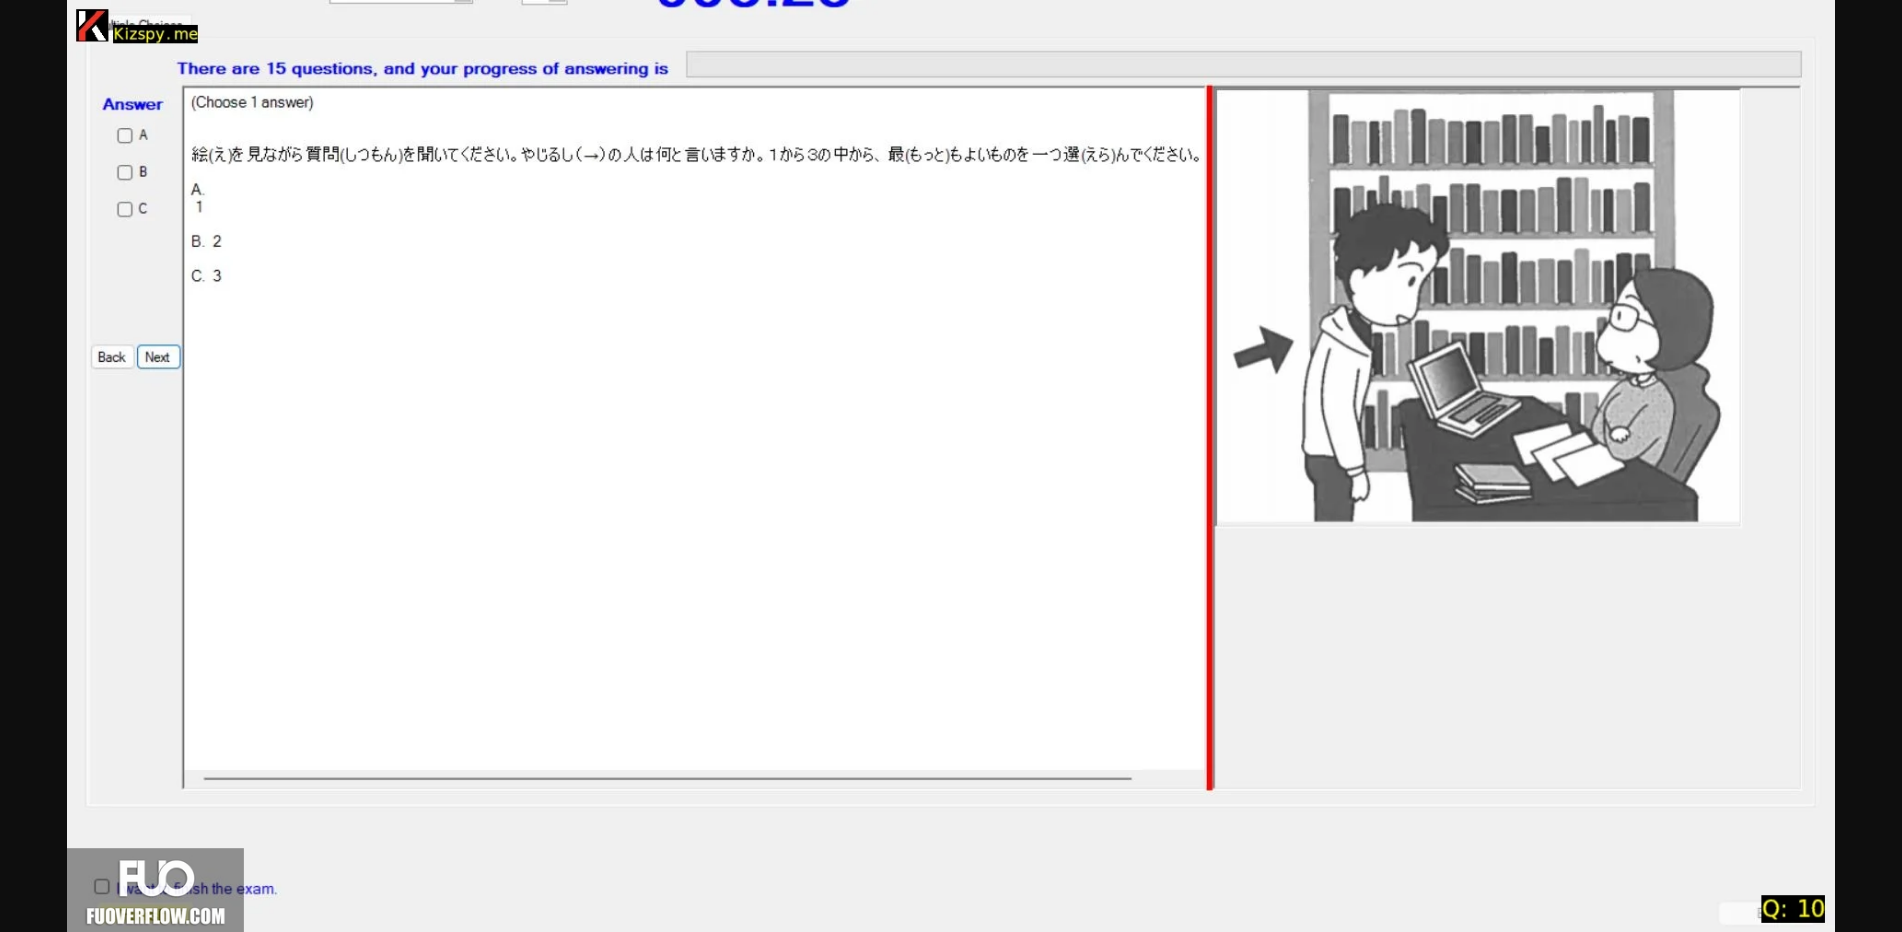 Kizspy.me
There are 15 questions, and your progress of answering is
Answer
(Choose 1 answer)
A
B
C
絵(え)を見ながら質問(しつもん)を聞いてください。やじるし(→)の人は何と言いますか。1から3の中から、最(もっと)もよいものを一つ選(えら)んでください。
A.
1
B. 2
C. 3
Back Next
FUO
FUOVERFLOW.COM
I want finish the exam.
Q: 10